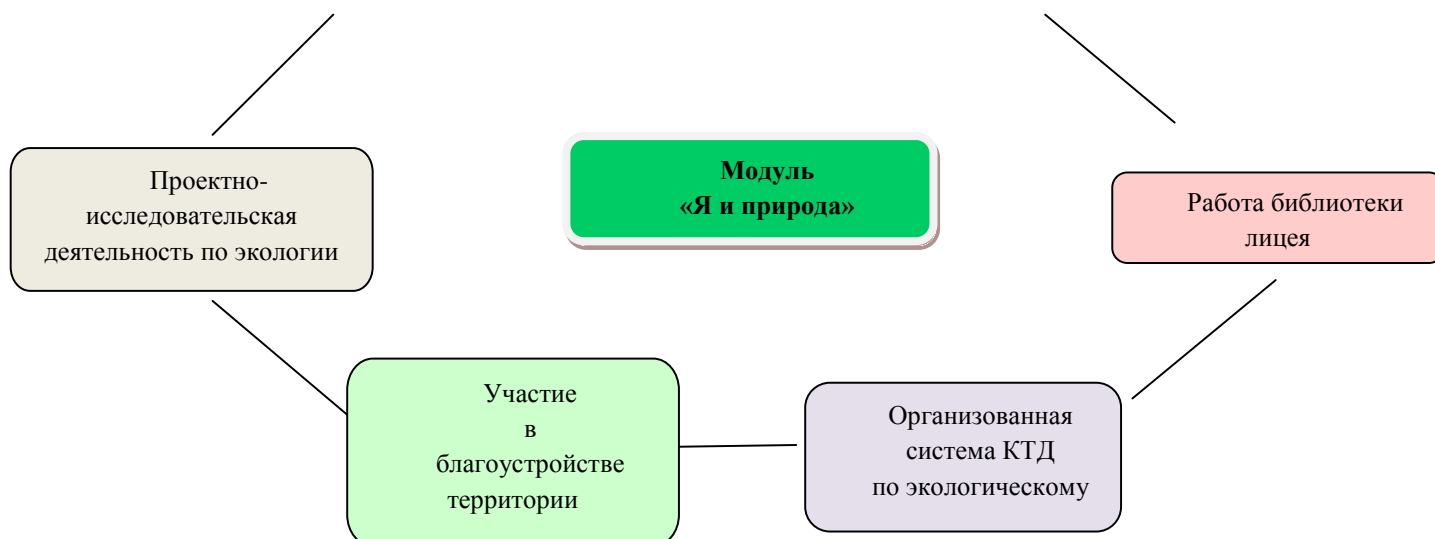 Модуль
«Я и природа»
Проектно-
исследовательская
деятельность по экологии
Работа библиотеки
лицея
Участие
в
благоустройстве
территории
Организованная
система КТД
по экологическому